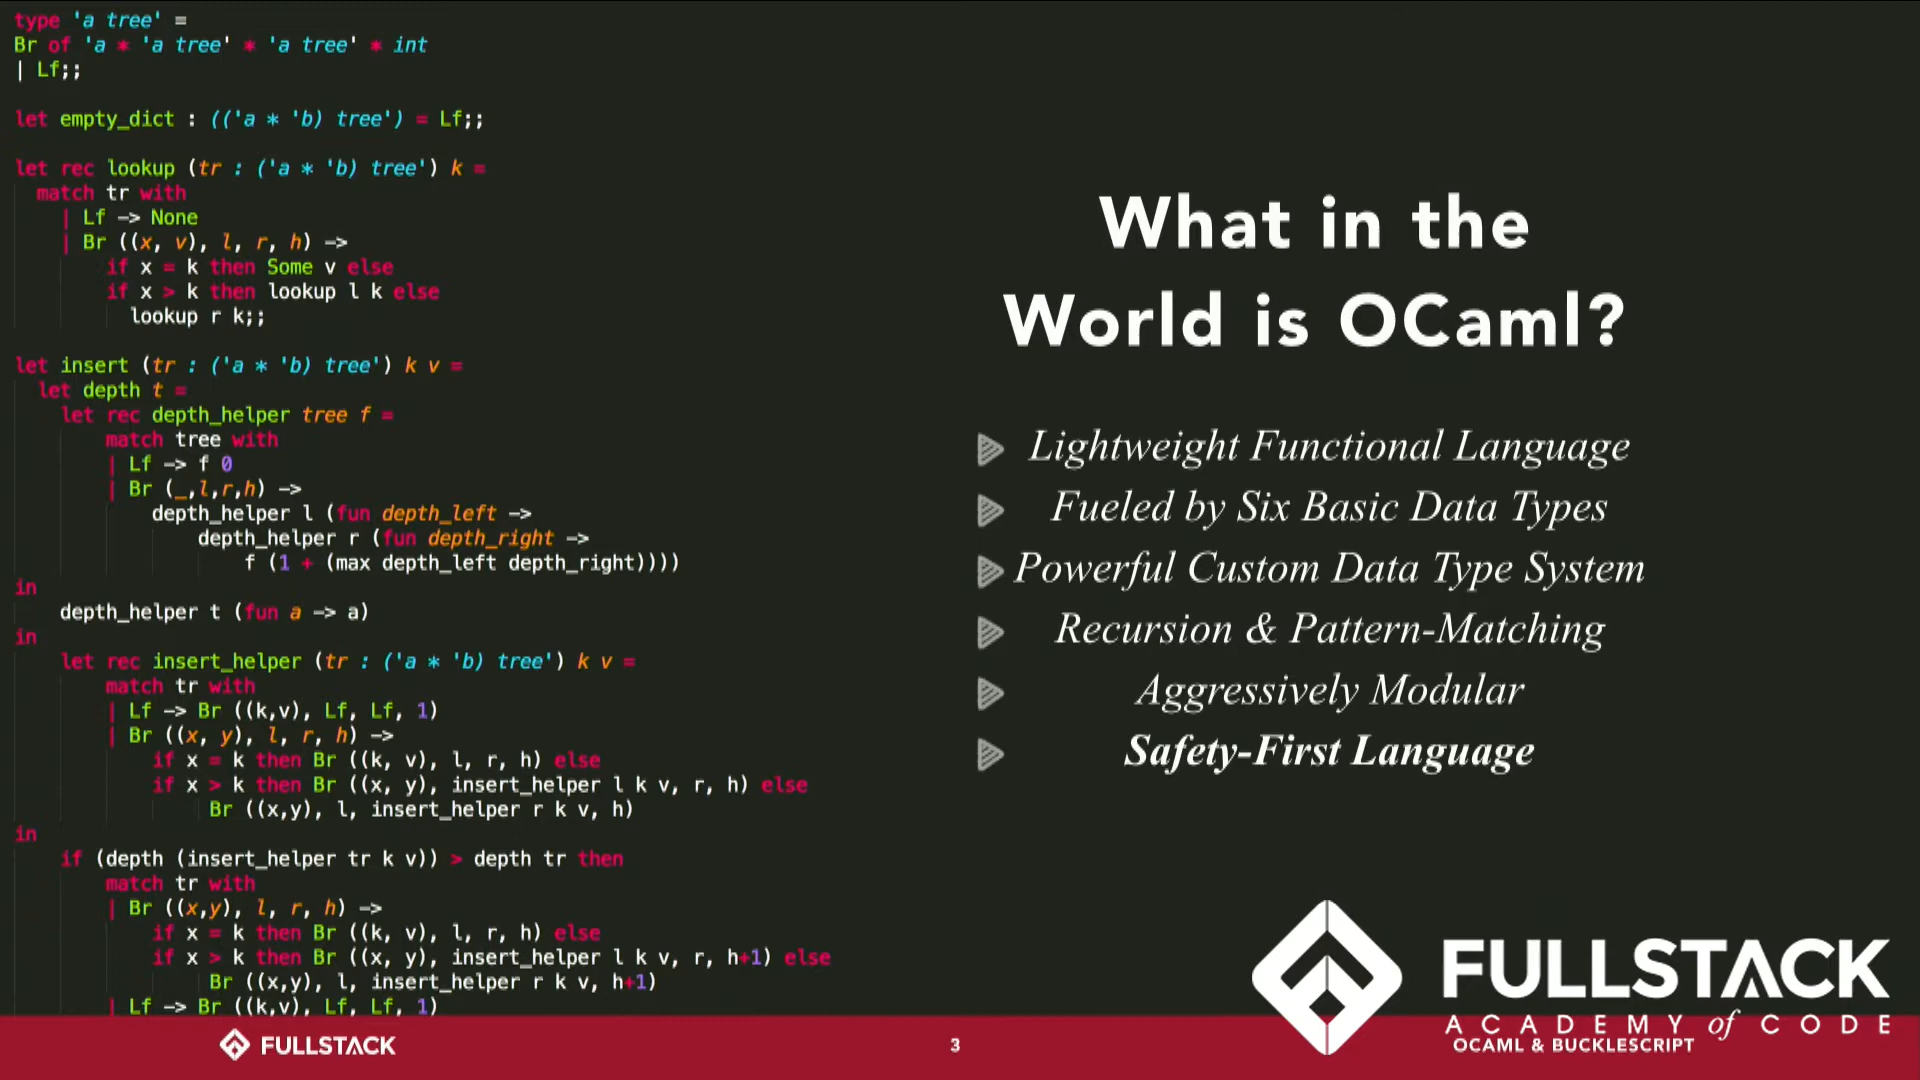 type 'a tree' =
Br of 'a * 'a tree' * 'a tree' * int
| Lf;;
let empty_dict : (('a * 'b) tree') = Lf;;
let rec lookup (tr : ('a * 'b) tree') k =
match tr with
| Lf -> None
| Br ((x, v), l, r, h) ->
if x = k then Some v else
if x > k then lookup l k else
lookup r k;;
let insert (tr : ('a * 'b) tree') k v =
let depth t =
let rec depth_helper tree f =
match tree with
| Lf -> f 0
| Br (_,l,r,h) ->
depth_helper l (fun depth_left ->
depth_helper r (fun depth_right ->
f (1 + (max depth_left depth_right))))
in
depth_helper t (fun a -> a)
in
let rec insert_helper (tr : ('a * 'b) tree') k v =
match tr with
| Lf -> Br ((k,v), Lf, Lf, 1)
| Br ((x, y), l, r, h) ->
if x = k then Br ((k, v), l, r, h) else
if x > k then Br ((x, y), insert_helper l k v, r, h) else
Br ((x,y), l, insert_helper r k v, h)
in
if (depth (insert_helper tr k v)) > depth tr then
match tr with
| Br ((x,y), l, r, h) ->
if x = k then Br ((k, v), l, r, h) else
if x > k then Br ((x, y), insert_helper l k v, r, h+1) else
Br ((x,y), l, insert_helper r k v, h+1)
| Lf -> Br ((k,v), Lf, Lf, 1)
What in the
World is OCaml?
Lightweight Functional Language
Fueled by Six Basic Data Types
Powerful Custom Data Type System
Recursion & Pattern-Matching
Aggressively Modular
Safety-First Language
FULLSTACK
ACADEMY of CODE
FULLSTACK
3
OCAML & BUCKLESCRIPT